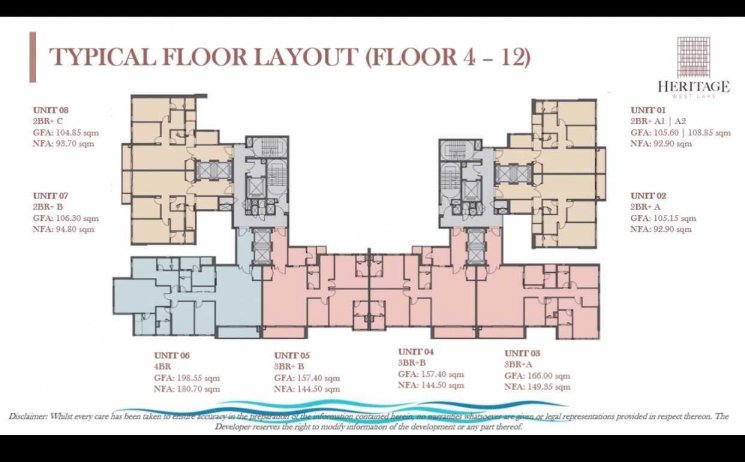 TYPICAL FLOOR LAYOUT (FLOOR 4 – 12)
HERITAGE
WEST LAKE
UNIT 08
2BR+ C
GFA: 104.85 sqm
NFA: 93.70 sqm
UNIT 01
2BR+ A1 | A2
GFA: 105.60 | 103.85 sqm
NFA: 92.90 sqm
UNIT 07
2BR+ B
GFA: 106.30 sqm
NFA: 94.80 sqm
UNIT 02
2BR+ A
GFA: 105.15 sqm
NFA: 92.90 sqm
UNIT 06
4BR
GFA: 198.55 sqm
NFA: 180.70 sqm
UNIT 05
3BR+ B
GFA: 157.40 sqm
NFA: 144.50 sqm
UNIT 04
3BR+B
GFA: 157.40 sqm
NFA: 144.50 sqm
UNIT 03
3BR+A
GFA: 166.00 sqm
NFA: 149.35 sqm
Disclaimer: Whilst every care has been taken to ensure accuracy in the preparation of the information contained herein, no warranties whatsoever are given or legal representations provided in respect thereon. The
Developer reserves the right to modify information of the development or any part thereof.